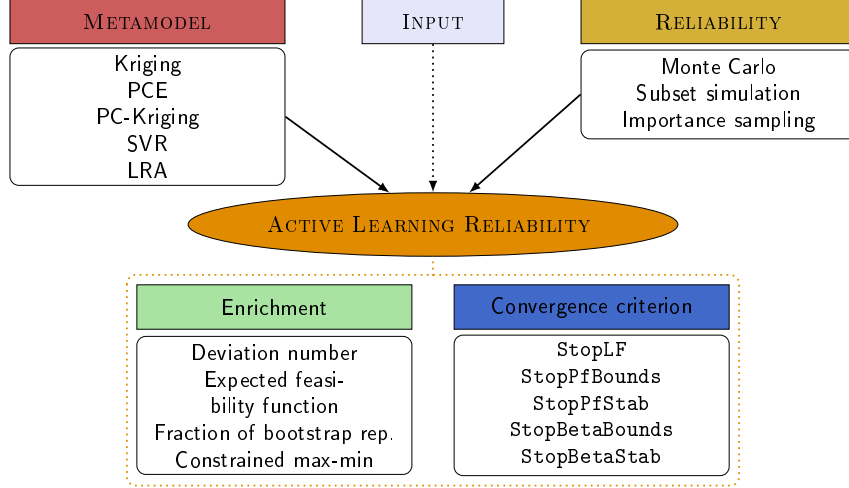 METAMODEL
Kriging
PCE
PC-Kriging
SVR
LRA
INPUT
RELIABILITY
Monte Carlo
Subset simulation
Importance sampling
ACTIVE LEARNING RELIABILITY
Enrichment
Deviation number
Expected feasi-
bility function
Fraction of bootstrap rep.
Constrained max-min
Convergence criterion
StopLF
StopPfBounds
StopPfStab
StopBetaBounds
StopBetaStab